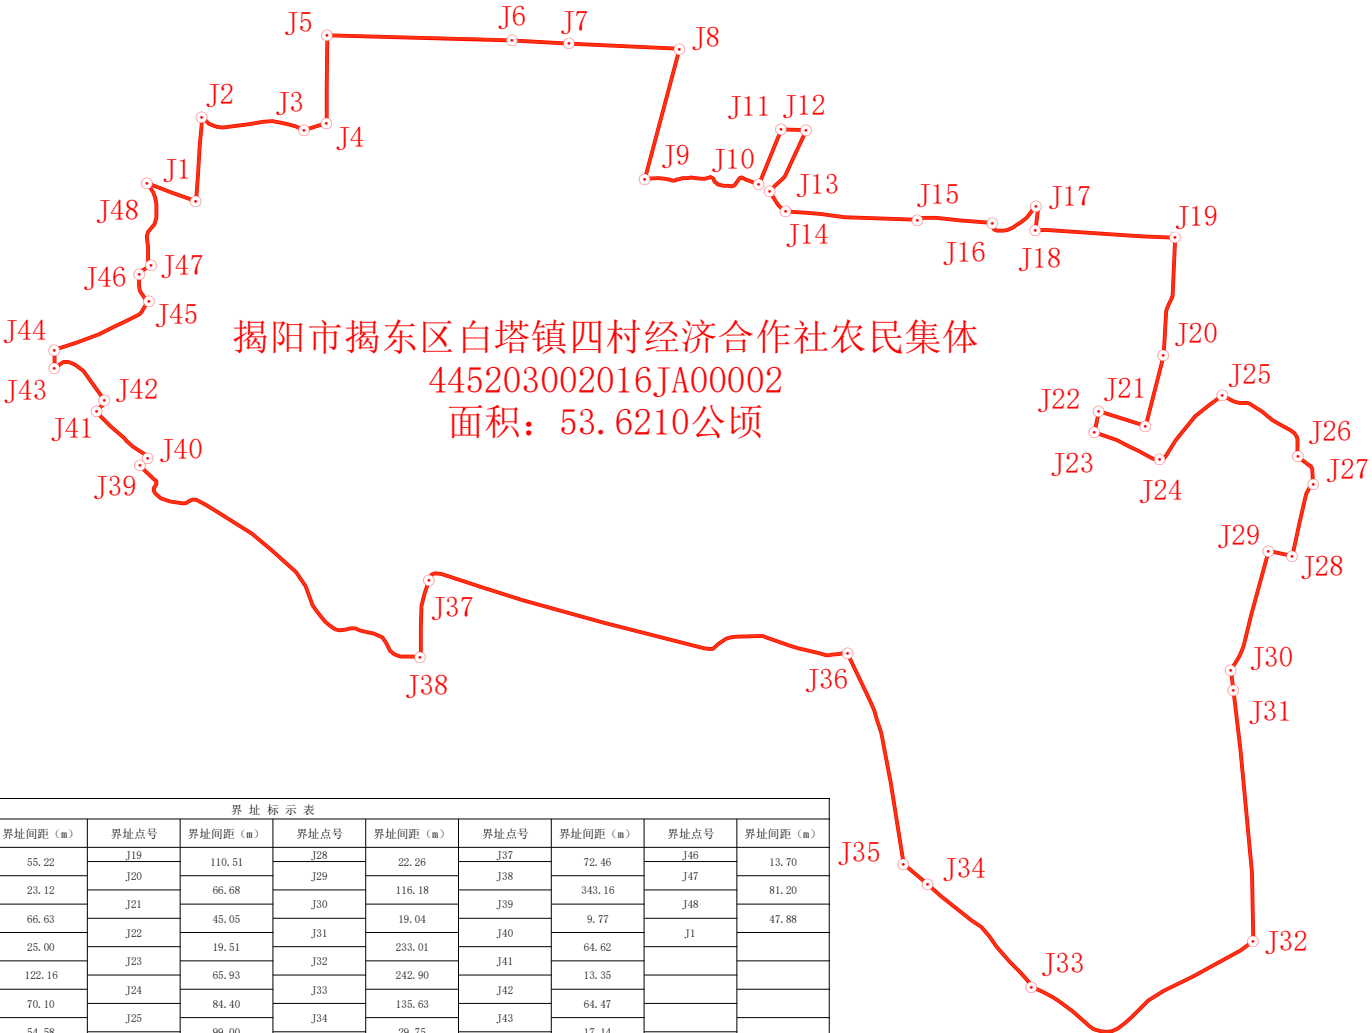 J5
J6
J7
J8
J2
J3
J4
J11
J12
J1
J9
J10
J13
J48
J14
J15
J16
J17
J18
J19
J47
J46
J45
J44
揭阳市揭东区白塔镇四村经济合作社农民集体
J20
445203002016JA00002
J43
J42
J41
面积：53.6210公顷
J22
J21
J25
J23
J24
J26
J27
J40
J39
J29
J28
J37
J38
J36
J30
J31
J35
J34
J33
J32
界址标示表
界址间距（m） 界址点号 界址间距（m） 界址点号 界址间距（m） 界址点号 界址间距（m） 界址点号 界址间距（m）
J19 J28 J37 J46
55.22 110.51 22.26 72.46 13.70
J20 J29 J38 J47
23.12 66.68 116.18 343.16 81.20
J21 J30 J39 J48
66.63 45.05 19.04 9.77 47.88
J22 J31 J40 J1
25.00 19.51 233.01 64.62
J23 J32 J41
122.16 65.93 242.90 13.35
J24 J33 J42
70.10 84.40 135.63 64.47
J25 J34 J43
54.58 99.00 29.75 17.14